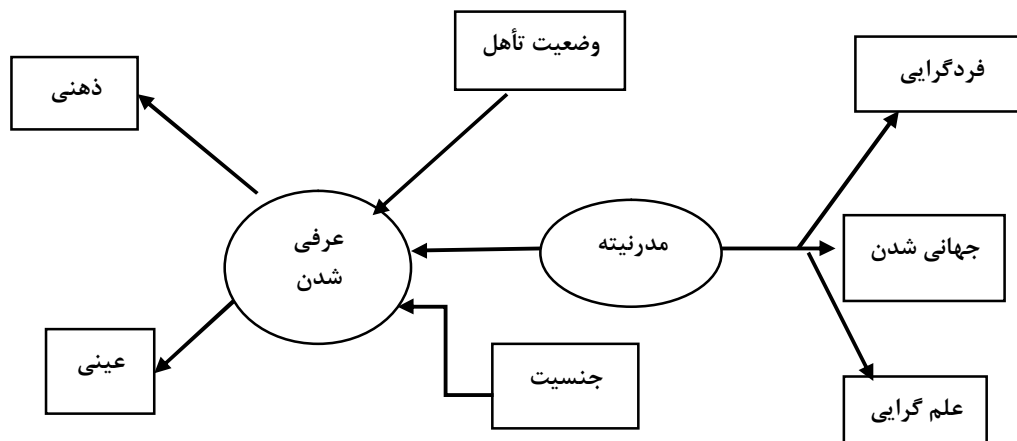 وضعیت تأهل
فردگرایی
ذهنی
جهانی شدن
مدرنیته
عرفی
شدن
عینی
جنسیت
علم گرایی